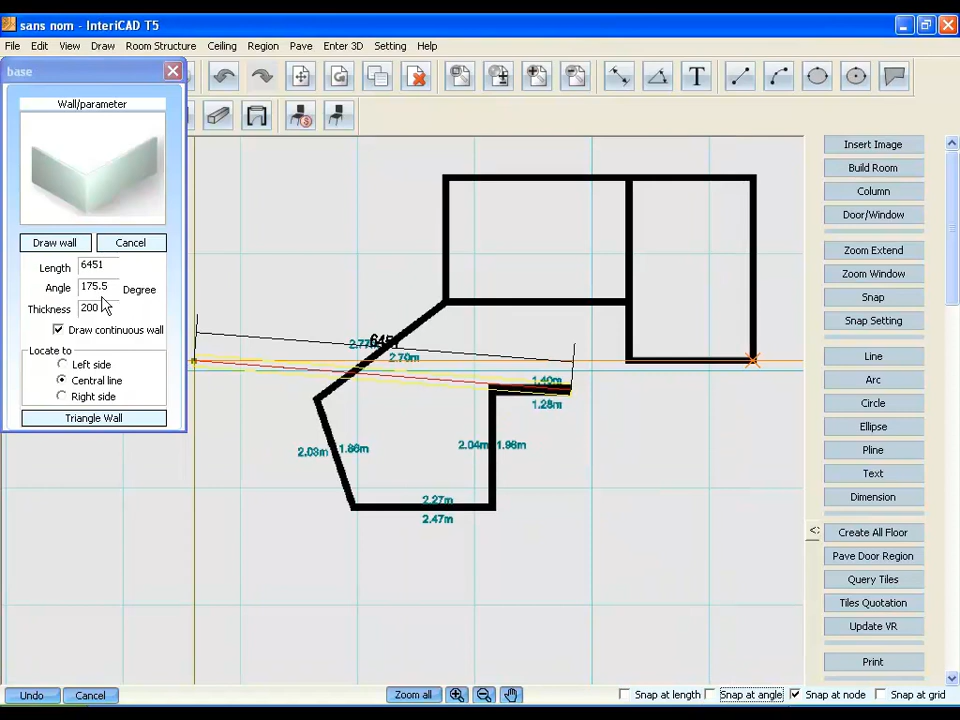 sans nom - InteriCAD T5
File Edit View Draw Room Structure Ceiling Region Pave Enter 3D Setting Help
base
Wall/parameter
Draw wall Cancel
Length 6451
Angle 175.5 Degree
Thickness 200
Draw continuous wall
Locate to
Left side
Central line
Right side
Triangle Wall
T
$
6451
2.70m
1.40m
1.28m
2.03m 1.86m
2.04m 1.98m
2.27m
2.47m
Insert Image
Build Room
Column
Door/Window
Zoom Extend
Zoom Window
Snap
Snap Setting
Line
Arc
Circle
Ellipse
Pline
Text
Dimension
<:
Create All Floor
Pave Door Region
Query Tiles
Tiles Quotation
Update VR
Print
Undo Cancel Zoom all Snap at length Snap at angle Snap at node Snap at grid